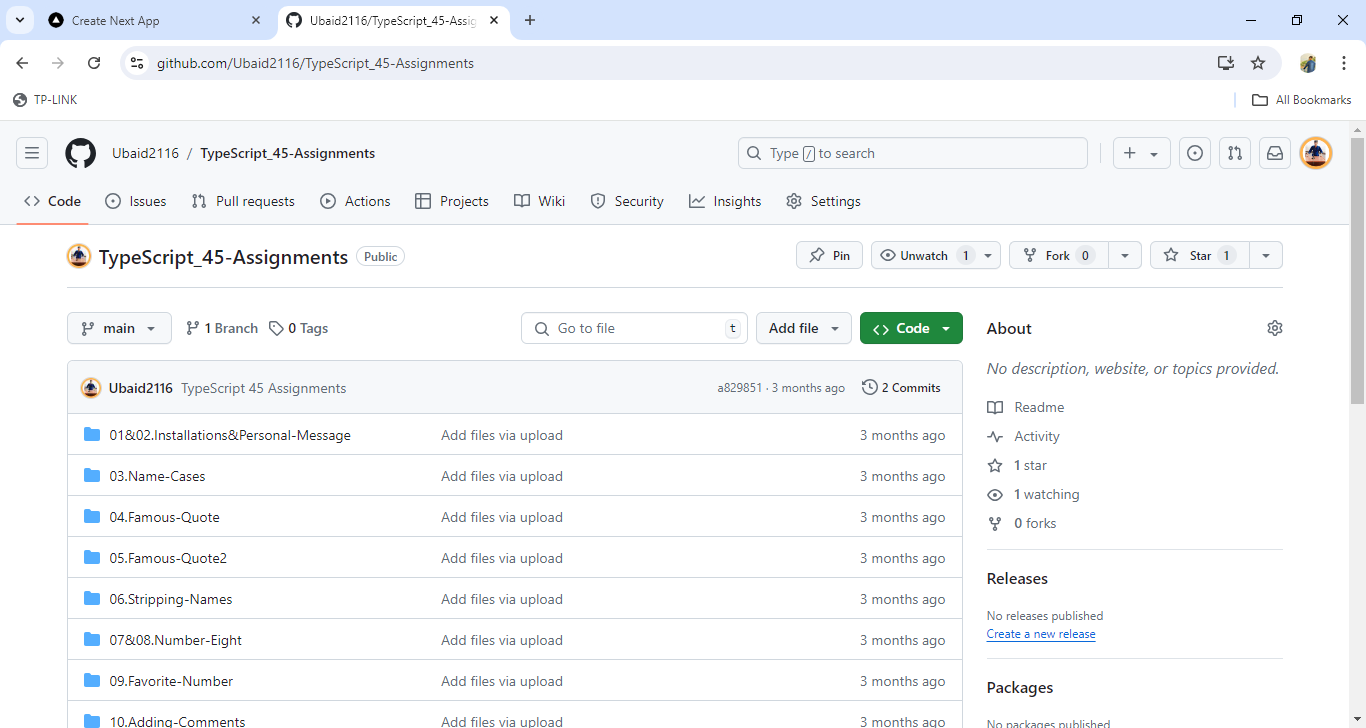 Create Next App
Ubaid2116/TypeScript_45-Assig
github.com/Ubaid2116/TypeScript_45-Assignments
TP-LINK
All Bookmarks
Ubaid2116 / TypeScript_45-Assignments
Type / to search
Code
Issues
Pull requests
Actions
Projects
Wiki
Security
Insights
Settings
TypeScript_45-Assignments
Public
Pin
Unwatch 1
Fork 0
Star 1
main
1 Branch
0 Tags
Go to file
t
Add file
Code
Ubaid2116 TypeScript 45 Assignments
a829851 · 3 months ago
2 Commits
01&02.Installations&Personal-Message Add files via upload 3 months ago
03.Name-Cases Add files via upload 3 months ago
04.Famous-Quote Add files via upload 3 months ago
05.Famous-Quote2 Add files via upload 3 months ago
06.Stripping-Names Add files via upload 3 months ago
07&08.Number-Eight Add files via upload 3 months ago
09.Favorite-Number Add files via upload 3 months ago
10.Adding-Comments Add files via upload 3 months ago
About
No description, website, or topics provided.
Readme
Activity
1 star
1 watching
0 forks
Releases
No releases published
Create a new release
Packages
No packages published